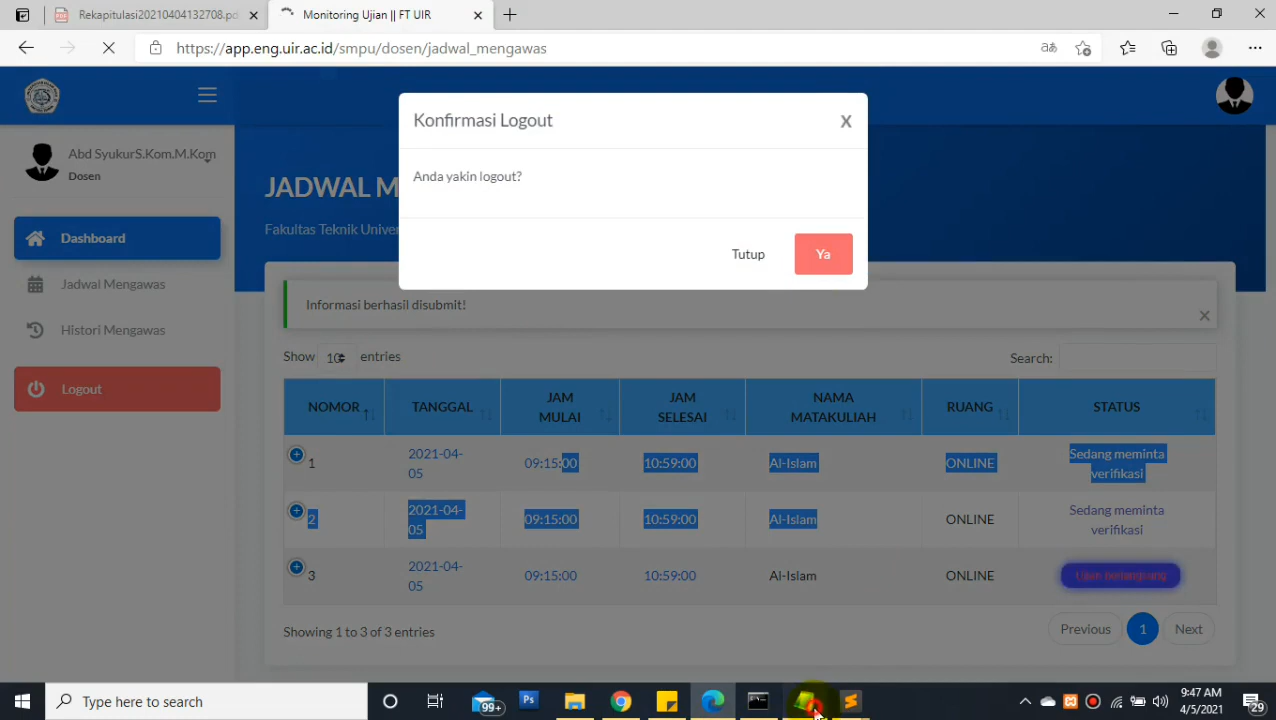 Rekapitulasi20210404132708.pd
Monitoring Ujian || FT UIR
https://app.eng.uir.ac.id/smpu/dosen/jadwal_mengawas
Abd SyukurS.Kom.M.Kom
Dosen
Dashboard
Jadwal Mengawas
Histori Mengawas
Logout
JADWAL M
Fakultas Teknik Univer
Konfirmasi Logout
X
Anda yakin logout?
Tutup
Ya
Informasi berhasil disubmit!
×
Show 10 entries
Search:
NOMOR TANGGAL JAM MULAI JAM SELESAI NAMA MATAKULIAH RUANG STATUS
1 2021-04-05 09:15:00 10:59:00 Al-Islam ONLINE Sedang meminta verifikasi
2 2021-04-05 09:15:00 10:59:00 Al-Islam ONLINE Sedang meminta verifikasi
3 2021-04-05 09:15:00 10:59:00 Al-Islam ONLINE Ujian berlangsung
Showing 1 to 3 of 3 entries
Previous 1 Next
Type here to search
99+
Ps
9:47 AM
4/5/2021
29